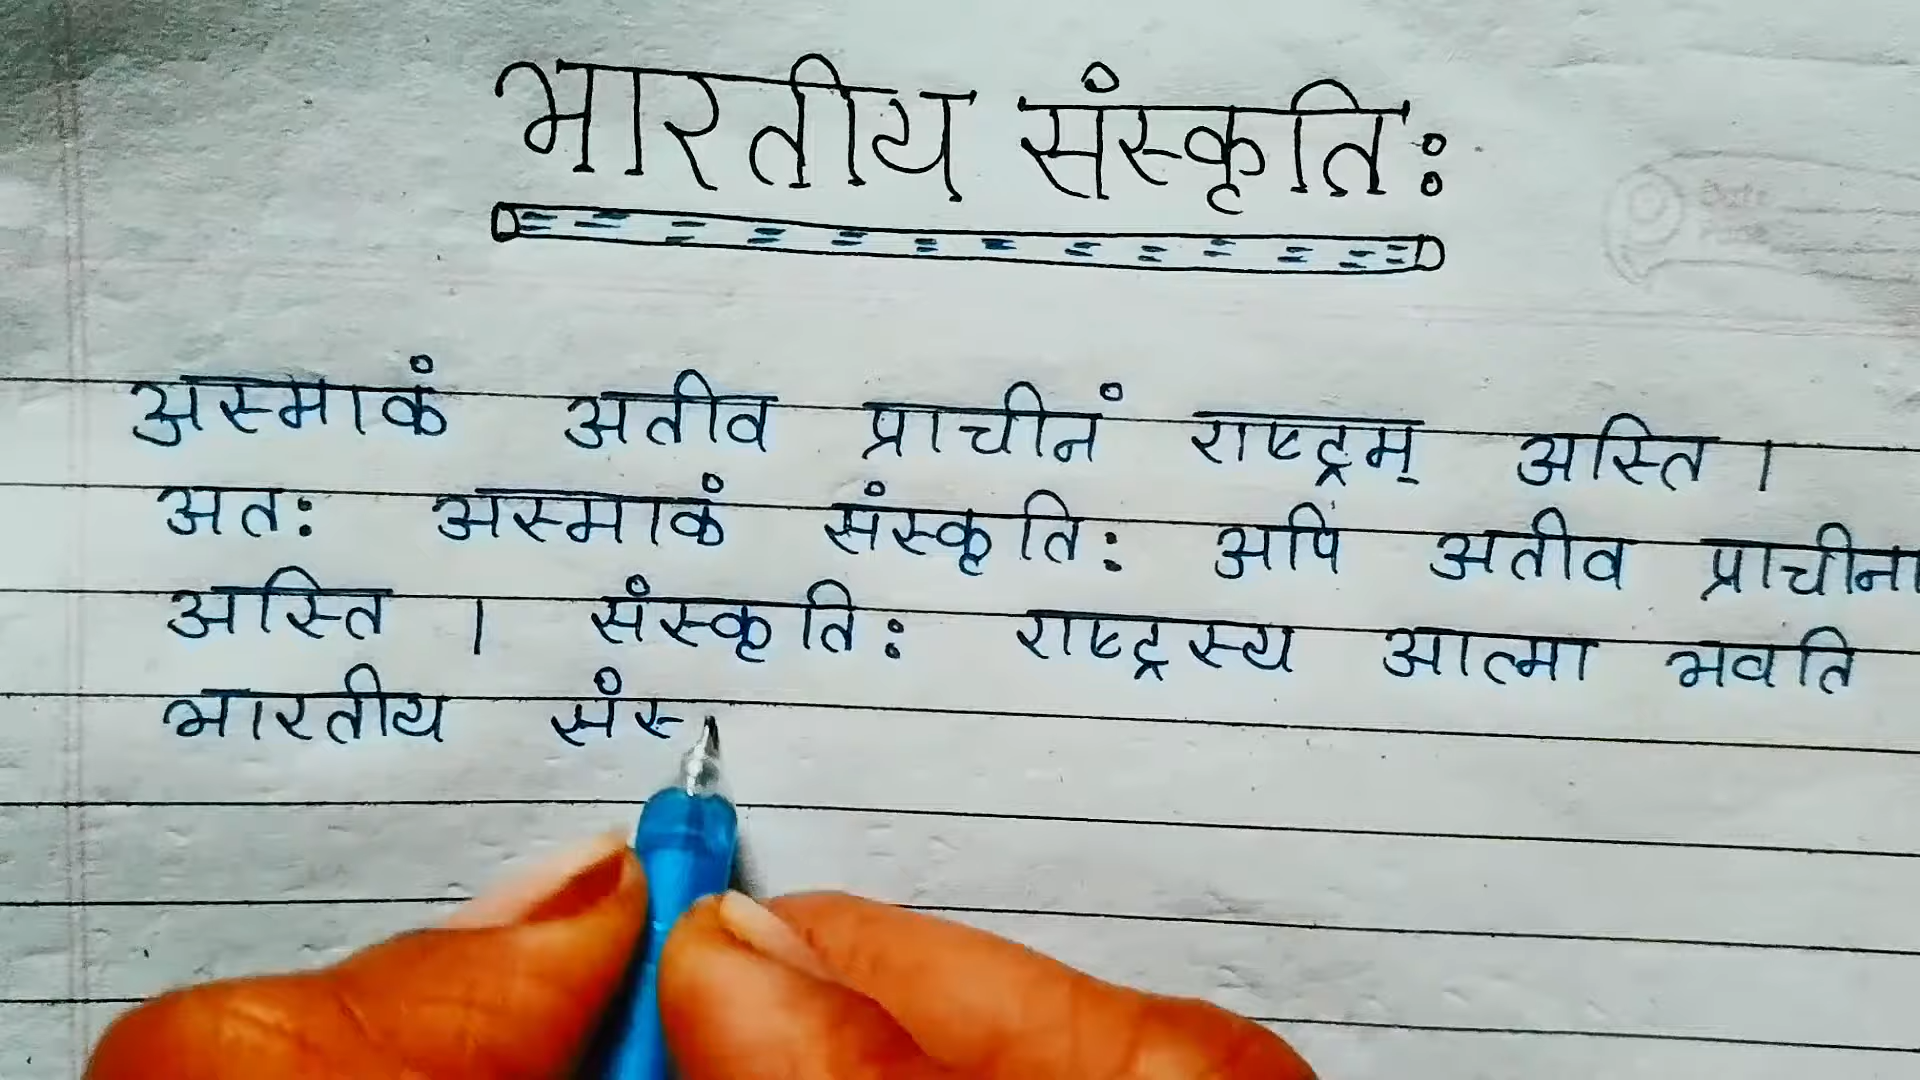 भारतीय संस्कृतिः
अस्माकं अतीव प्राचीनं राष्ट्रम् अस्ति ।
अतः अस्माकं संस्कृतिः अपि अतीव प्राचीना
अस्ति । संस्कृतिः राष्ट्रस्य आत्मा भवति
भारतीय संस